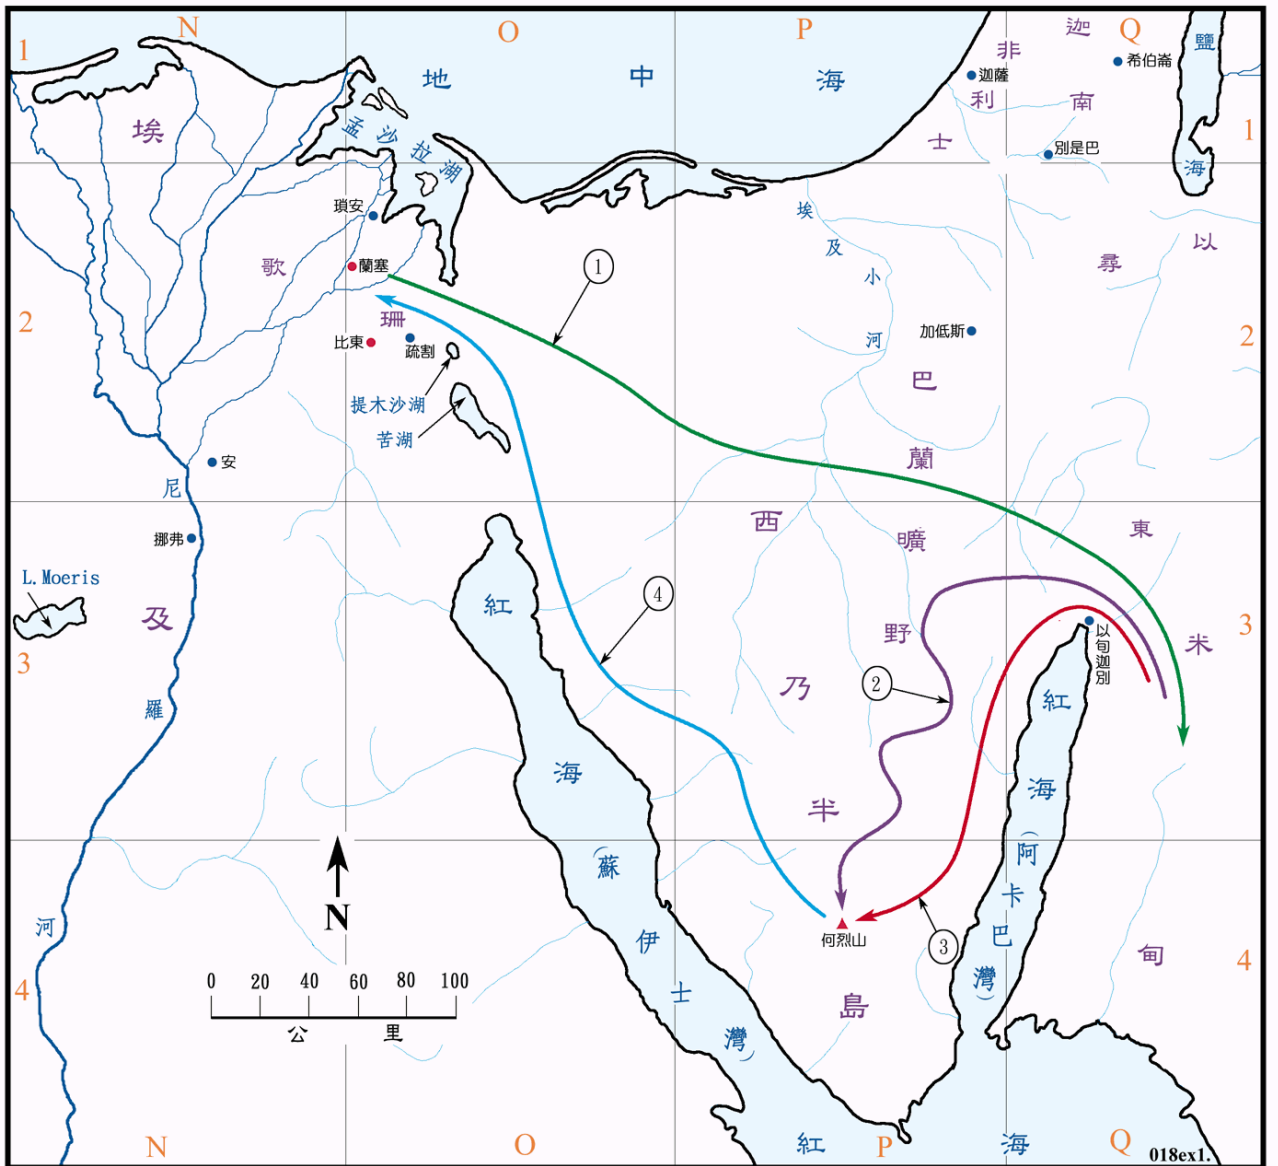 N
O
P
Q
1
地中海
迦南
非利士
迦薩
希伯崙
鹽海
埃及
孟沙拉湖
1
別是巴
瑣安
埃及小河
以東
歌珊
蘭塞
①
尋
2
加低斯
2
比東
疏割
提木沙湖
苦湖
巴蘭曠野
安
尼羅河
西乃半島
挪弗
L. Moeris
紅海
④
3
以旬迦別
米甸
3
②
紅海
(阿卡巴灣)
(蘇伊士灣)
N
何烈山
③
4
4
0 20 40 60 80 100
公里
N
O
紅海
P
Q
018ex1.